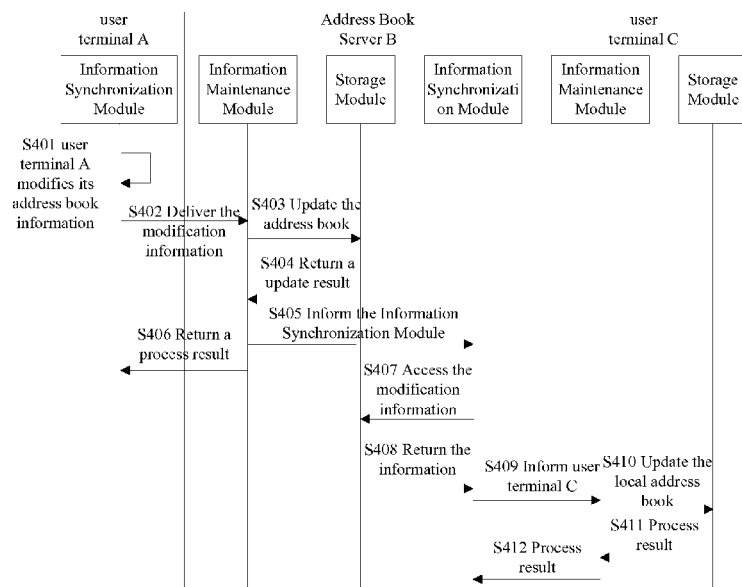 user
terminal A
Address Book
Server B
user
terminal C
Information
Synchronization
Module
Information
Maintenance
Module
Storage
Module
Information
Synchronizati
on Module
Information
Maintenance
Module
Storage
Module
S401 user
terminal A
modifies its
address book
information
S402 Deliver the
modification
information
S403 Update the
address book
S404 Return a
update result
S405 Inform the Information
Synchronization Module
S406 Return a
process result
S407 Access the
modification
information
S408 Return the
information
S409 Inform user
terminal C
S410 Update the
local address
book
S411 Process
result
S412 Process
result